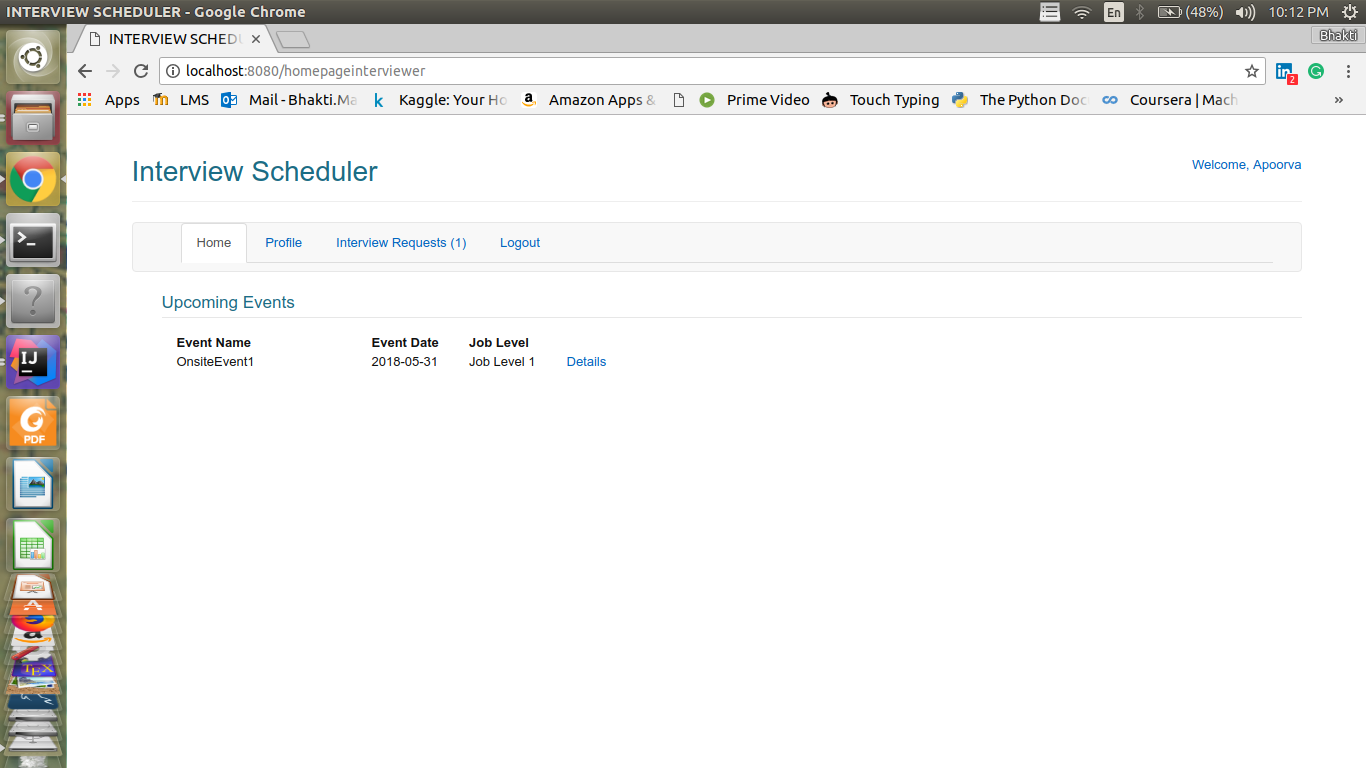 INTERVIEW SCHEDULER - Google Chrome
En
(48%)
10:12 PM
INTERVIEW SCHEDU
Bhakti
localhost:8080/homepageinterviewer
2
Apps
LMS
Mail - Bhakti.Ma
Kaggle: Your Ho
Amazon Apps &
Prime Video
Touch Typing
The Python Doc
Coursera | Mach
»
Interview Scheduler
Welcome, Apoorva
Home
Profile
Interview Requests (1)
Logout
Upcoming Events
Event Name Event Date Job Level
OnsiteEvent1 2018-05-31 Job Level 1 Details
IJ
PDF
TEX